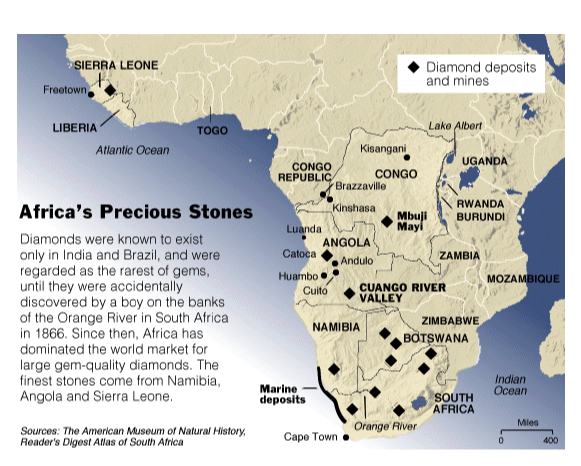 SIERRA LEONE
Freetown
LIBERIA
TOGO
Atlantic Ocean
Diamond deposits
and mines
Lake Albert
Kisangani
UGANDA
CONGO
REPUBLIC
CONGO
Brazzaville
Kinshasa
RWANDA
BURUNDI
Mbuji
Mayi
Luanda
ANGOLA
Catoca
Andulo
ZAMBIA
Huambo
Cuito
CUANGO RIVER
VALLEY
MOZAMBIQUE
NAMIBIA
ZIMBABWE
BOTSWANA
Marine
deposits
Indian
Ocean
SOUTH
AFRICA
Orange River
Cape Town
Miles
0 400
Africa's Precious Stones
Diamonds were known to exist
only in India and Brazil, and were
regarded as the rarest of gems,
until they were accidentally
discovered by a boy on the banks
of the Orange River in South Africa
in 1866. Since then, Africa has
dominated the world market for
large gem-quality diamonds. The
finest stones come from Namibia,
Angola and Sierra Leone.
Sources: The American Museum of Natural History,
Reader's Digest Atlas of South Africa